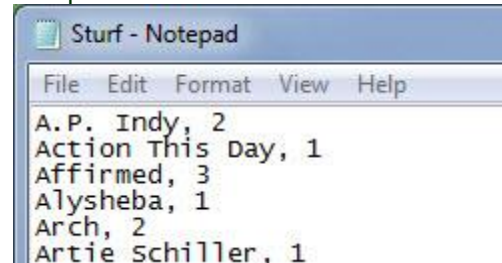 Sturf - Notepad
File Edit Format View Help
A.P. Indy, 2
Action This Day, 1
Affirmed, 3
Alysheba, 1
Arch, 2
Artie Schiller, 1